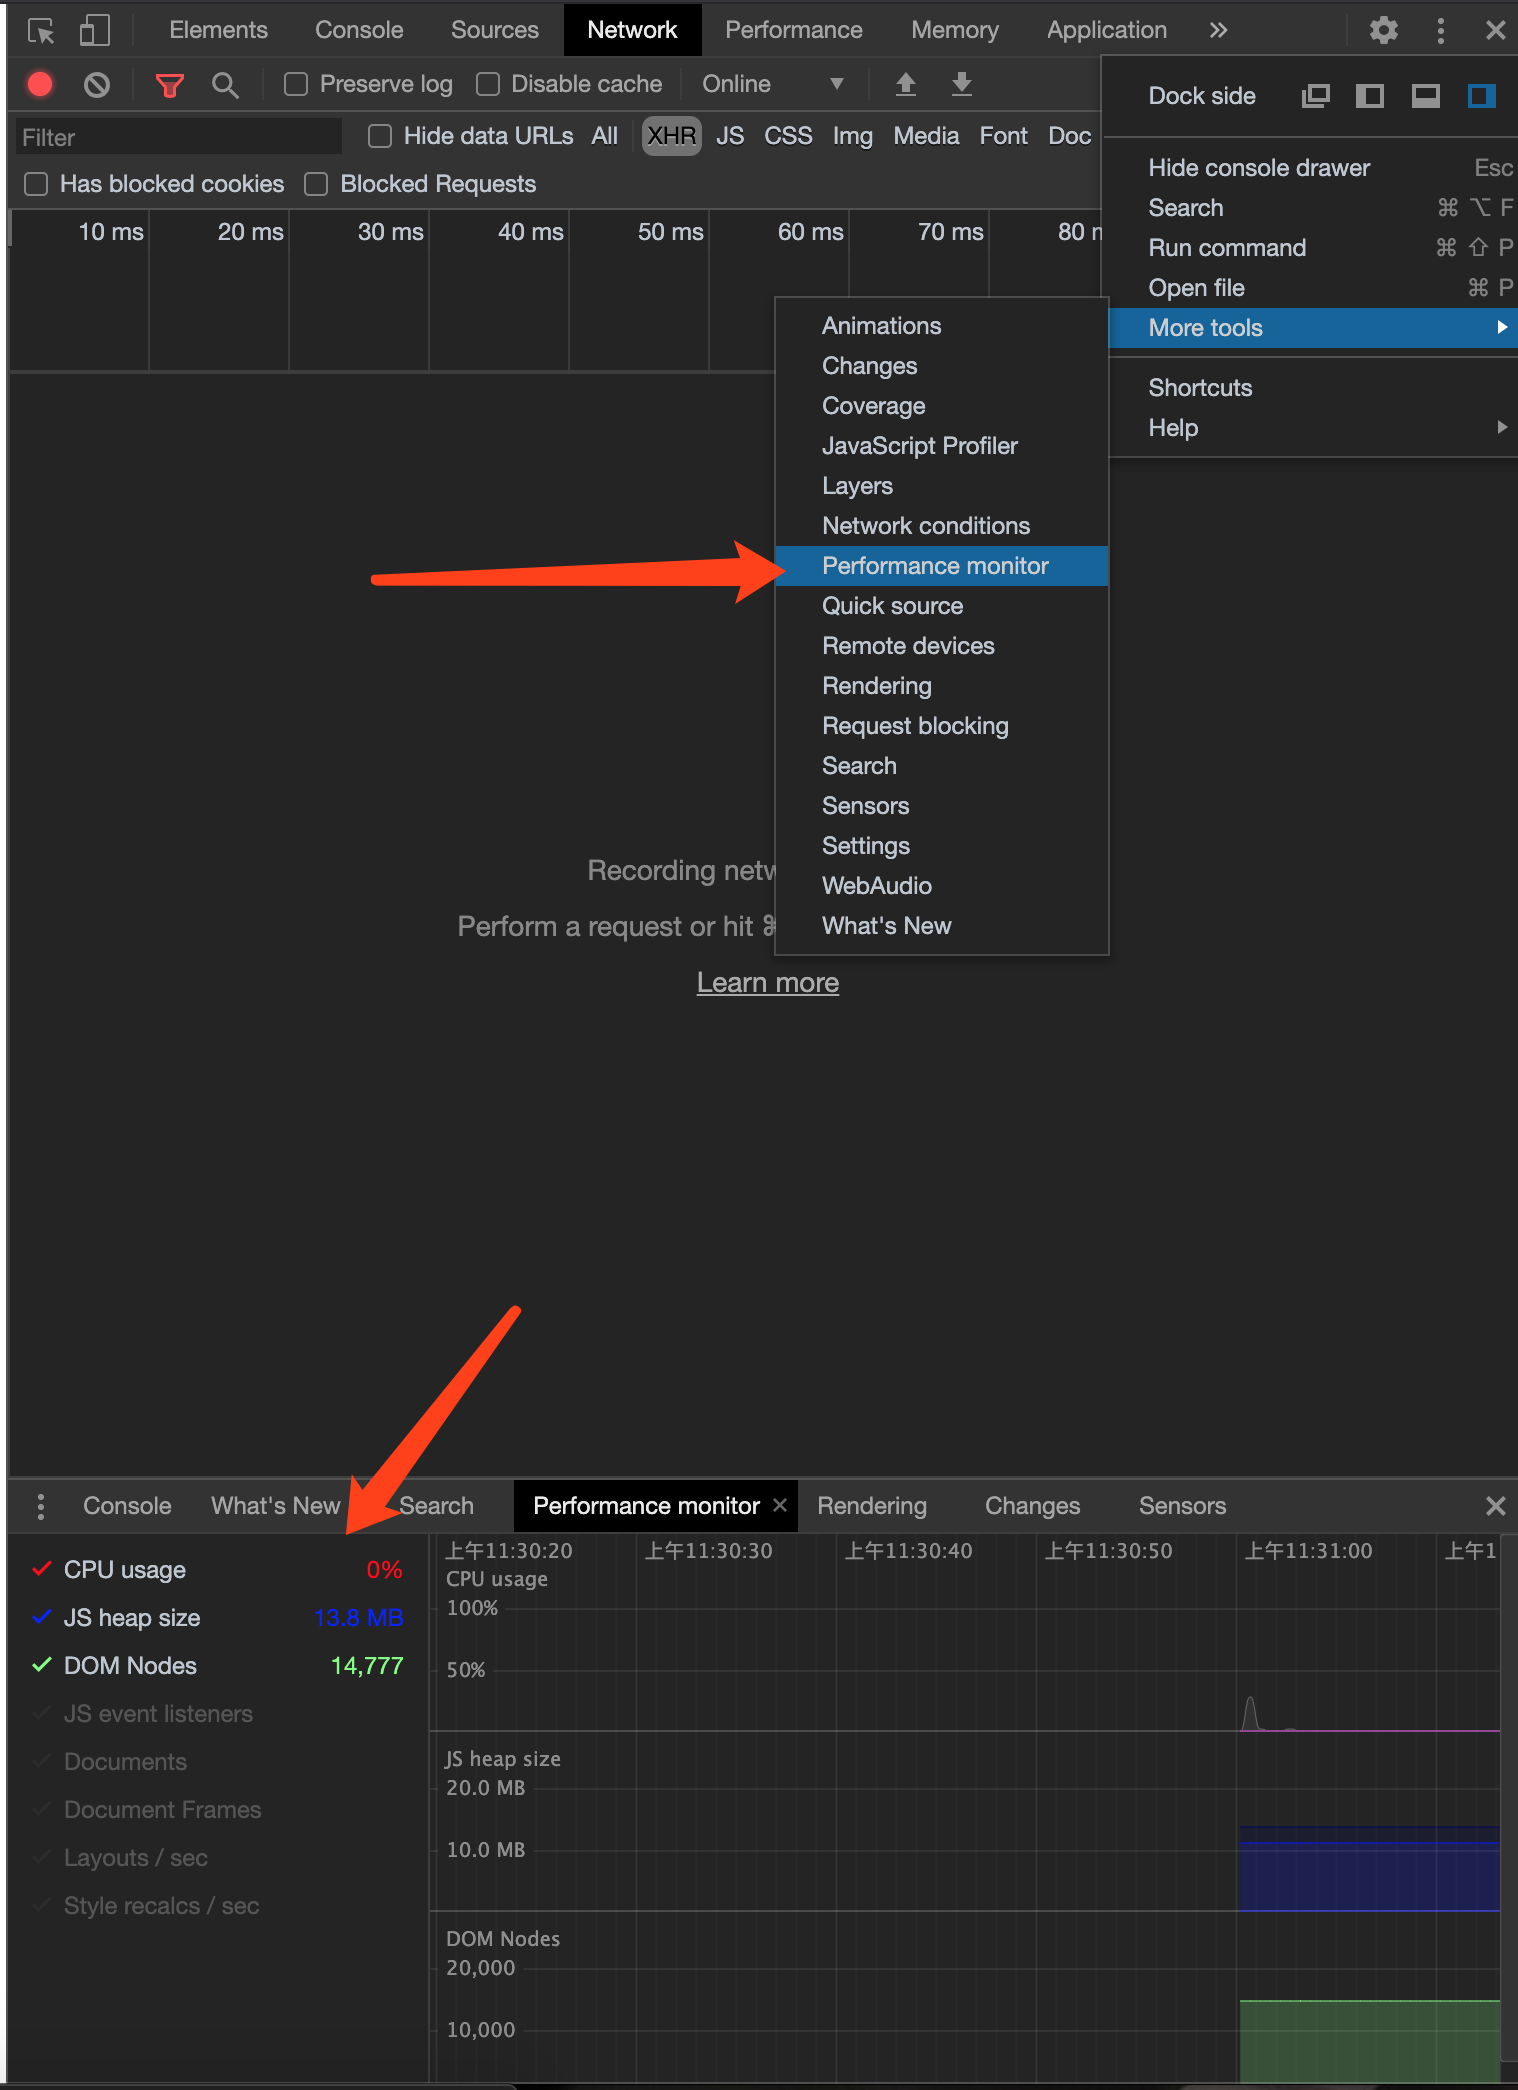 Elements Console Sources Network Performance Memory Application »
Preserve log Disable cache Online
Filter Hide data URLs All XHR JS CSS Img Media Font Doc
Has blocked cookies Blocked Requests
10 ms 20 ms 30 ms 40 ms 50 ms 60 ms 70 ms 80
Dock side
Hide console drawer Esc
Search ⌘ ⌥ F
Run command ⌘ ⇧ P
Open file ⌘ P
More tools
Shortcuts
Help
Animations
Changes
Coverage
JavaScript Profiler
Layers
Network conditions
Performance monitor
Quick source
Remote devices
Rendering
Request blocking
Search
Sensors
Settings
WebAudio
What's New
Recording
Perform a request or hit ⌘
Learn more
Console What's New Search Performance monitor × Rendering Changes Sensors
CPU usage 0%
JS heap size 13.8 MB
DOM Nodes 14,777
JS event listeners
Documents
Document Frames
Layouts / sec
Style recalcs / sec
上午11:30:20 上午11:30:30 上午11:30:40 上午11:30:50 上午11:31:00 上午1
CPU usage
100%
50%
JS heap size
20.0 MB
10.0 MB
DOM Nodes
20,000
10,000